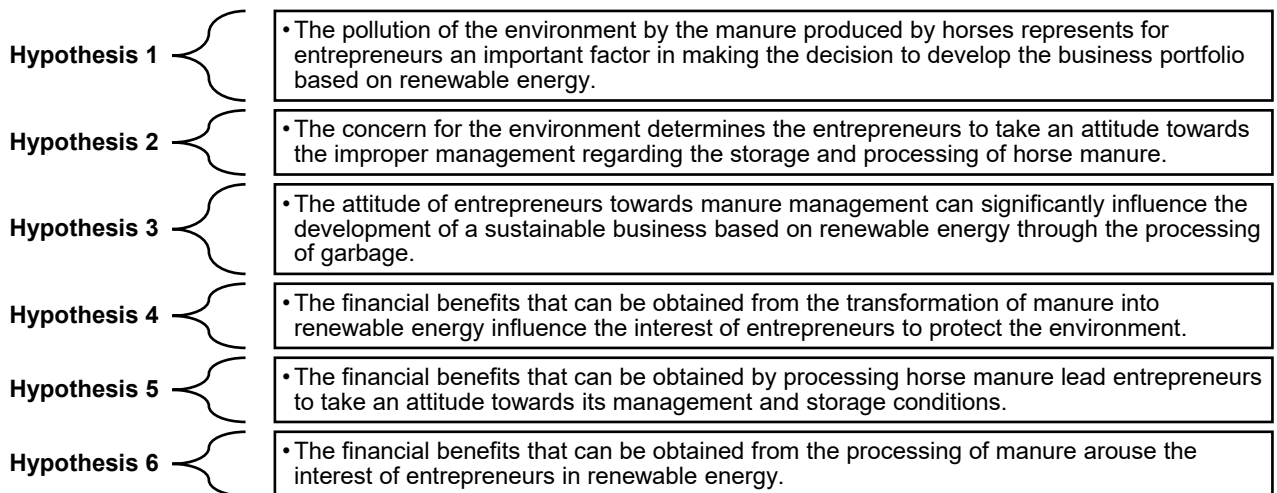 Hypothesis 1
• The pollution of the environment by the manure produced by horses represents for
entrepreneurs an important factor in making the decision to develop the business portfolio
based on renewable energy.
Hypothesis 2
• The concern for the environment determines the entrepreneurs to take an attitude towards
the improper management regarding the storage and processing of horse manure.
Hypothesis 3
• The attitude of entrepreneurs towards manure management can significantly influence the
development of a sustainable business based on renewable energy through the processing
of garbage.
Hypothesis 4
• The financial benefits that can be obtained from the transformation of manure into
renewable energy influence the interest of entrepreneurs to protect the environment.
Hypothesis 5
• The financial benefits that can be obtained by processing horse manure lead entrepreneurs
to take an attitude towards its management and storage conditions.
Hypothesis 6
• The financial benefits that can be obtained from the processing of manure arouse the
interest of entrepreneurs in renewable energy.